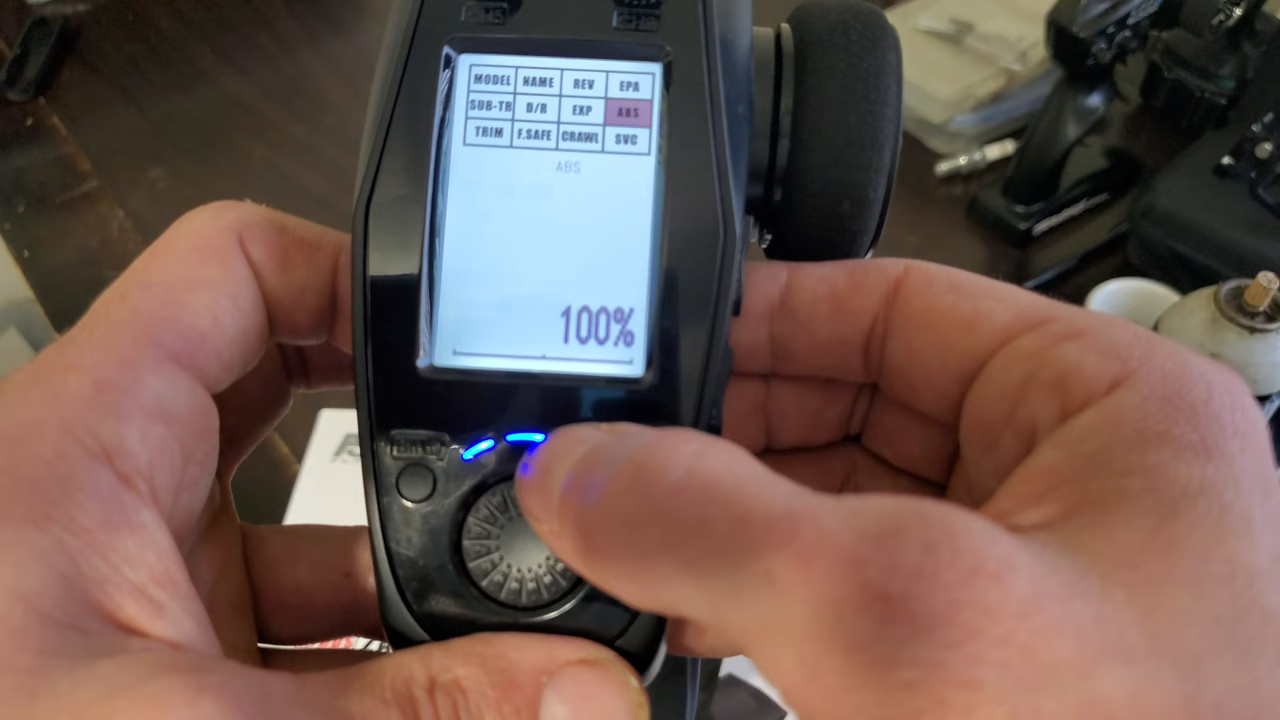 MODEL NAME REV EPA
SUB-TR D/R EXP ABS
TRIM F.SAFE CRAWL SVC
ABS
100%